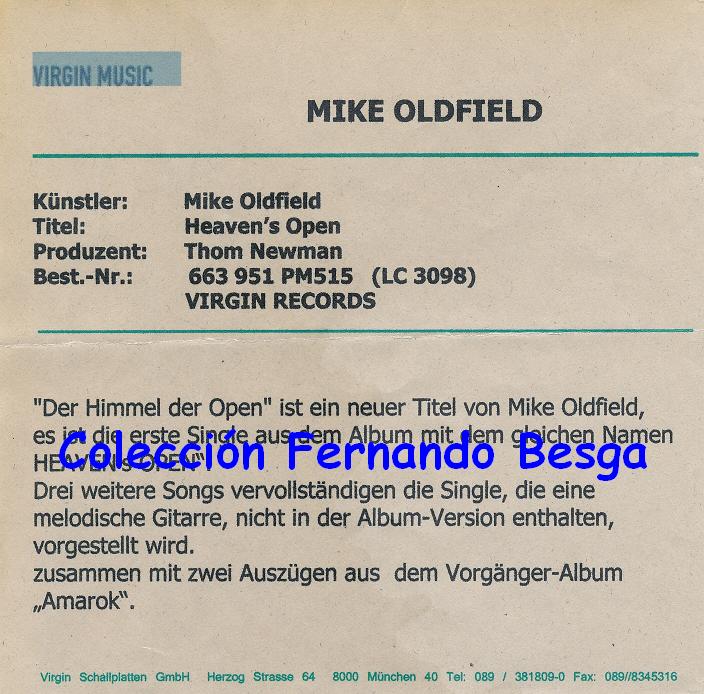 VIRGIN MUSIC
MIKE OLDFIELD
Künstler: Mike Oldfield
Titel: Heaven's Open
Produzent: Thom Newman
Best.-Nr.: 663 951 PM515 (LC 3098)
VIRGIN RECORDS
"Der Himmel der Open" ist ein neuer Titel von Mike Oldfield,
es ist die erste Single aus dem Album mit dem gleichen Namen
Colección Fernando Besga
HEAVENs OPEN"
Drei weitere Songs vervollständigen die Single, die eine
melodische Gitarre, nicht in der Album-Version enthalten,
vorgestellt wird.
zusammen mit zwei Auszügen aus dem Vorgänger-Album
„Amarok“.
Virgin Schallplatten GmbH Herzog Strasse 64 8000 München 40 Tel: 089 / 381809-0 Fax: 089//8345316